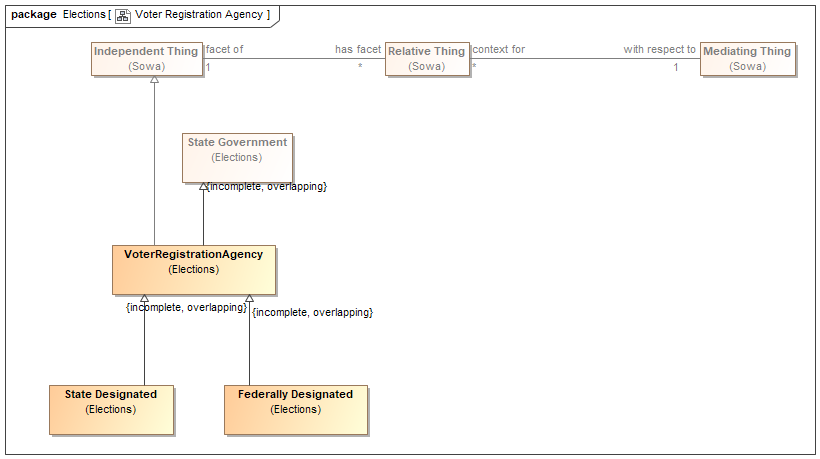 package Elections [ Voter Registration Agency ]
Independent Thing
(Sowa)
facet of
1
has facet
*
Relative Thing
(Sowa)
context for
*
with respect to
1
Mediating Thing
(Sowa)
State Government
(Elections)
{incomplete, overlapping}
VoterRegistrationAgency
(Elections)
{incomplete, overlapping}
{incomplete, overlapping}
State Designated
(Elections)
Federally Designated
(Elections)